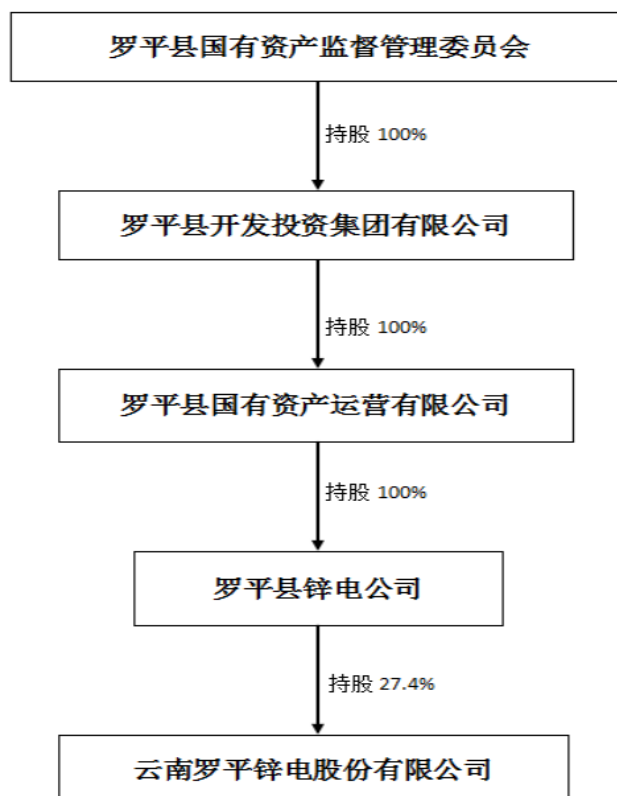 罗平县国有资产监督管理委员会
持股 100%
罗平县开发投资集团有限公司
持股 100%
罗平县国有资产运营有限公司
持股 100%
罗平县锌电公司
持股 27.4%
云南罗平锌电股份有限公司